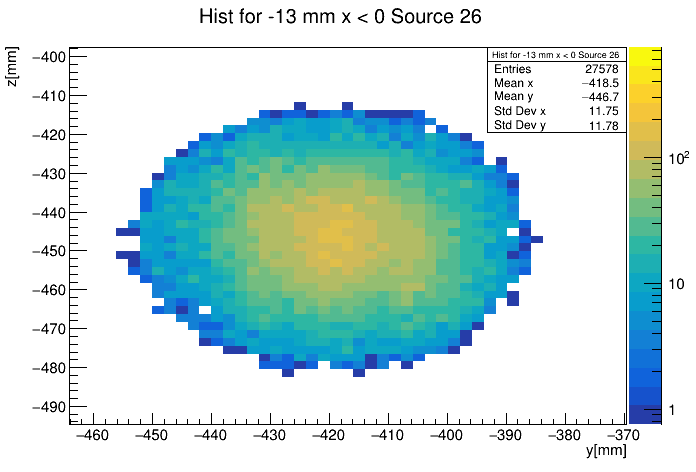 Hist for -13 mm x < 0 Source 26
z[mm]
−400
−410
−420
−430
−440
−450
−460
−470
−480
−490
Hist for -13 mm x < 0 Source 26
Entries 27578
Mean x −418.5
Mean y −446.7
Std Dev x 11.75
Std Dev y 11.78
10²
10
1
−460 −450 −440 −430 −420 −410 −400 −390 −380 −370
y[mm]